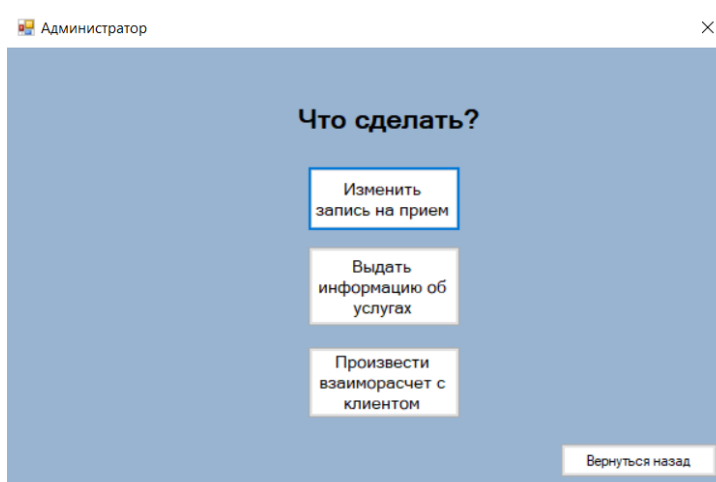 Администратор
Что сделать?
Изменить
запись на прием
Выдать
информацию об
услугах
Произвести
взаиморасчет с
клиентом
Вернуться назад